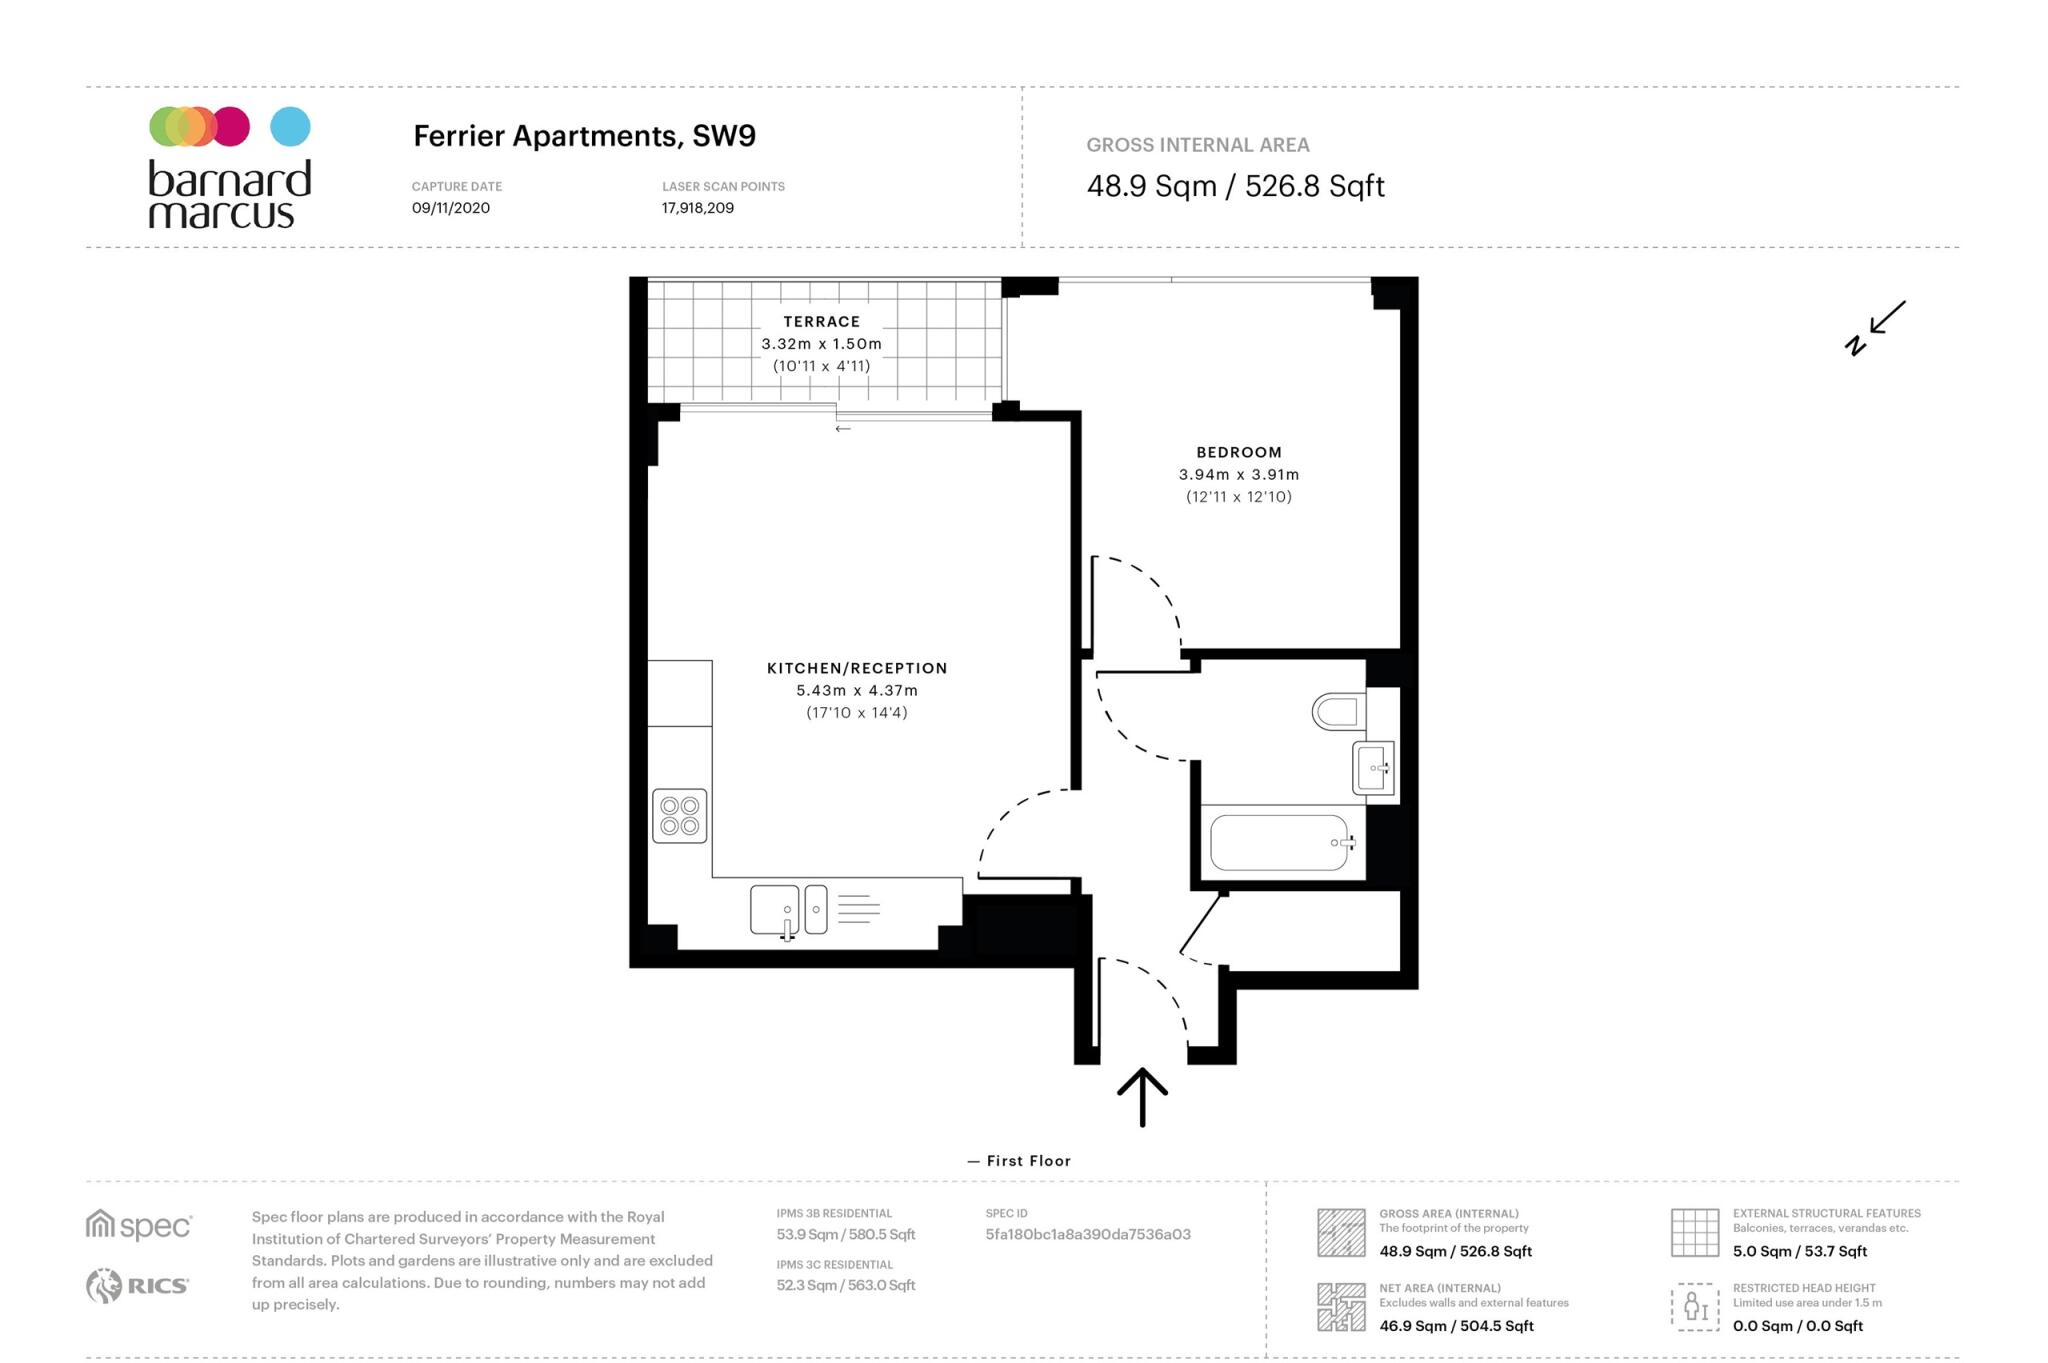 barnard
marcus
Ferrier Apartments, SW9
CAPTURE DATE
09/11/2020
LASER SCAN POINTS
17,918,209
GROSS INTERNAL AREA
48.9 Sqm / 526.8 Sqft
TERRACE
3.32m x 1.50m
(10'11 x 4'11)
N
BEDROOM
3.94m x 3.91m
(12'11 x 12'10)
KITCHEN/RECEPTION
5.43m x 4.37m
(17'10 x 14'4)
— First Floor
spec
RICS
Spec floor plans are produced in accordance with the Royal
Institution of Chartered Surveyors' Property Measurement
Standards. Plots and gardens are illustrative only and are excluded
from all area calculations. Due to rounding, numbers may not add
up precisely.
IPMS 3B RESIDENTIAL
53.9 Sqm / 580.5 Sqft
IPMS 3C RESIDENTIAL
52.3 Sqm / 563.0 Sqft
SPEC ID
5fa180bc1a8a390da7536a03
GROSS AREA (INTERNAL)
The footprint of the property
48.9 Sqm / 526.8 Sqft
NET AREA (INTERNAL)
Excludes walls and external features
46.9 Sqm / 504.5 Sqft
EXTERNAL STRUCTURAL FEATURES
Balconies, terraces, verandas etc.
5.0 Sqm / 53.7 Sqft
RESTRICTED HEAD HEIGHT
Limited use area under 1.5 m
0.0 Sqm / 0.0 Sqft